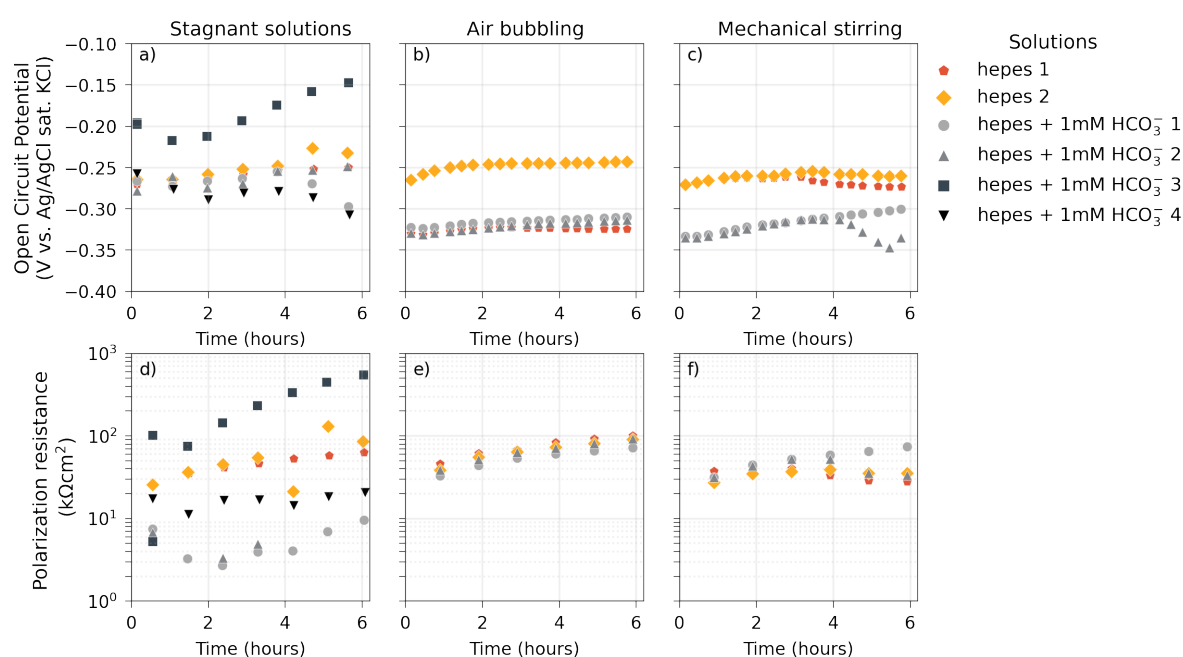 Stagnant solutions
Air bubbling
Mechanical stirring
Open Circuit Potential
(V vs. Ag/AgCl sat. KCl)
−0.10
−0.15
−0.20
−0.25
−0.30
−0.35
−0.40
a)
b)
c)
0 2 4 6
0 2 4 6
0 2 4 6
Time (hours)
Time (hours)
Time (hours)
Solutions
hepes 1
hepes 2
hepes + 1mM HCO₃⁻ 1
hepes + 1mM HCO₃⁻ 2
hepes + 1mM HCO₃⁻ 3
hepes + 1mM HCO₃⁻ 4
Polarization resistance
(kΩcm²)
10³
10²
10¹
10⁰
d)
e)
f)
0 2 4 6
0 2 4 6
0 2 4 6
Time (hours)
Time (hours)
Time (hours)